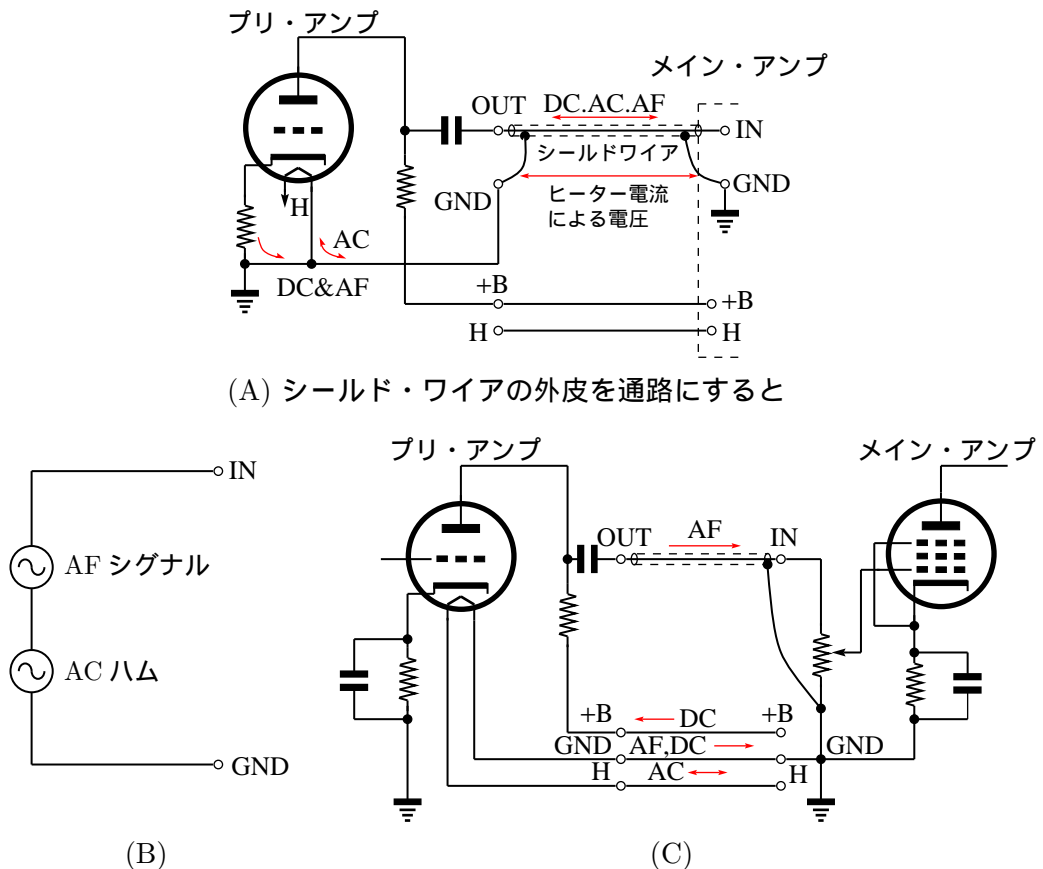 プリ・アンプ
メイン・アンプ
OUT
DC.AC.AF
IN
シールドワイア
GND
ヒーター電流
による電圧
GND
H
AC
DC&AF
+B
+B
H
H
(A) シールド・ワイアの外皮を通路にすると
IN
AF シグナル
AC ハム
GND
(B)
プリ・アンプ
メイン・アンプ
OUT
AF
IN
+B
DC
+B
GND
AF,DC
GND
H
AC
H
(C)